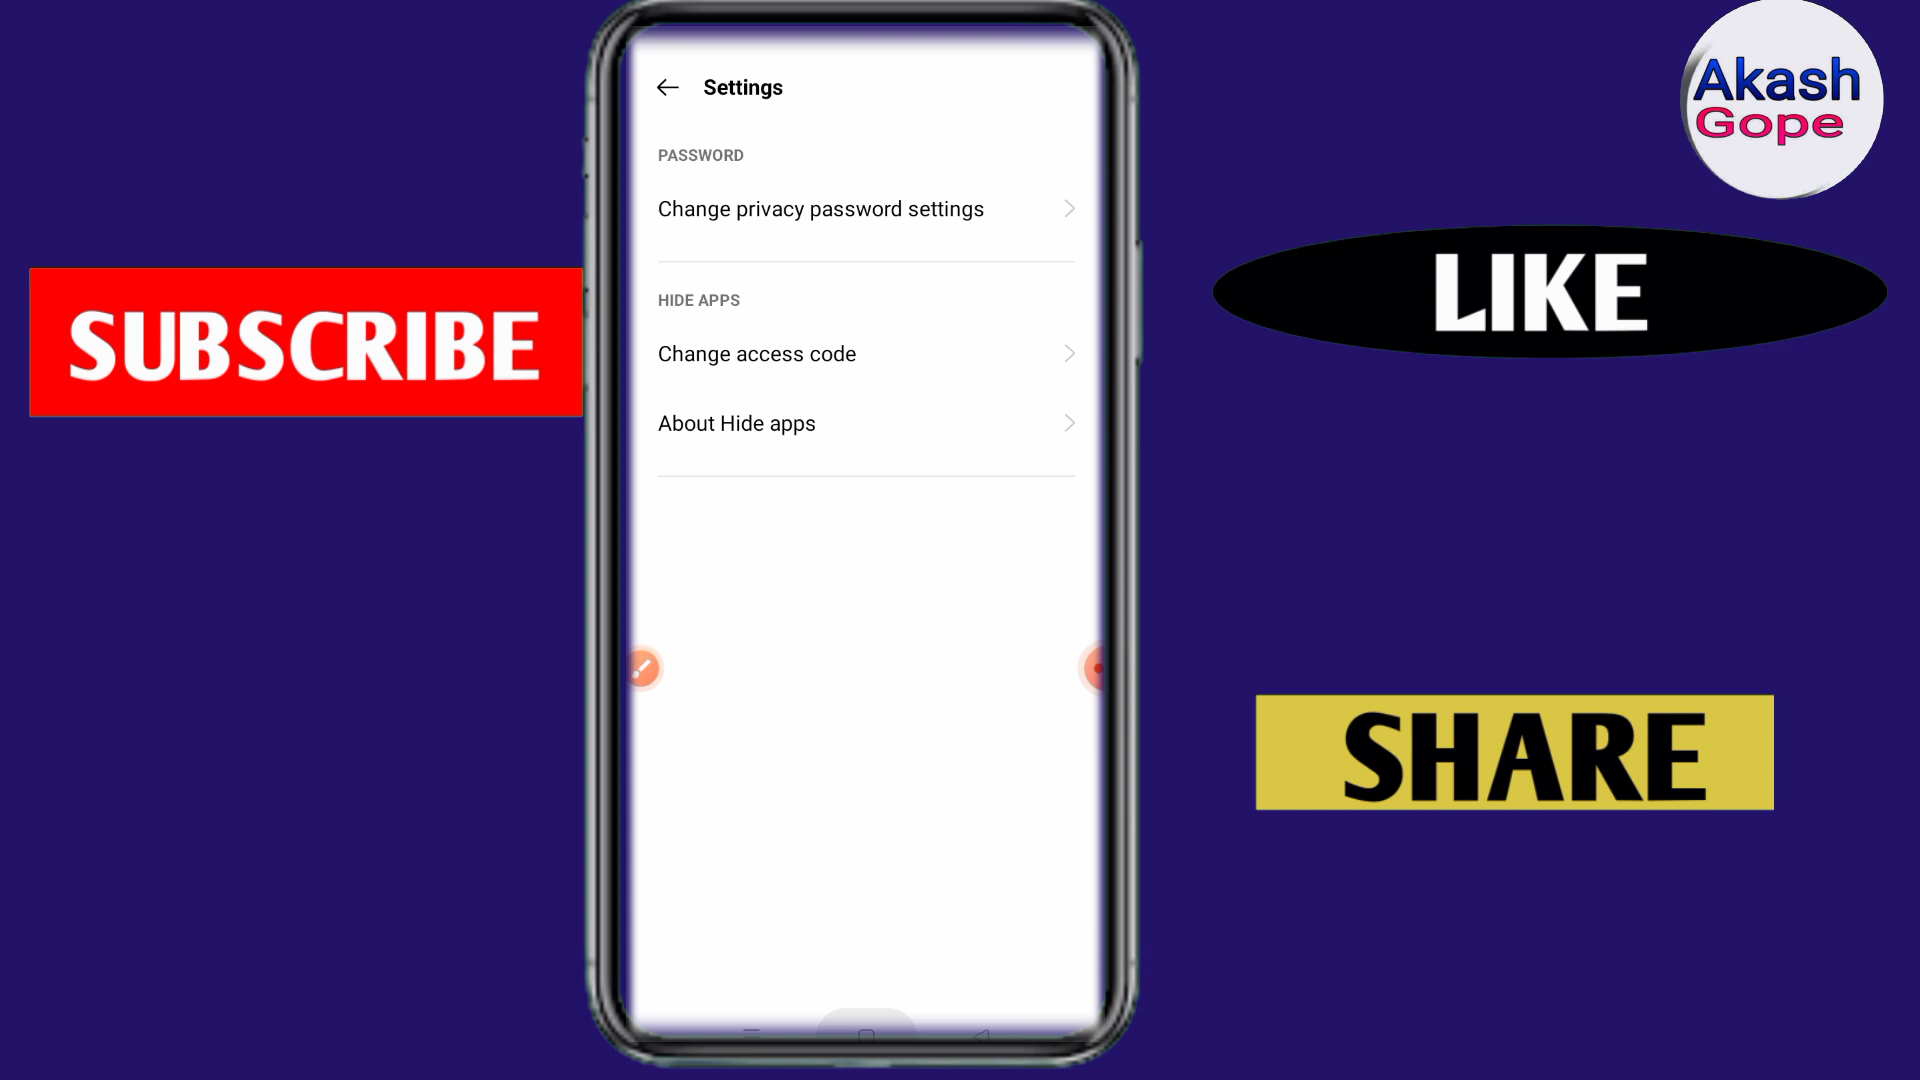 Settings
PASSWORD
Change privacy password settings
HIDE APPS
Change access code
About Hide apps
SUBSCRIBE
Akash
Gope
LIKE
SHARE